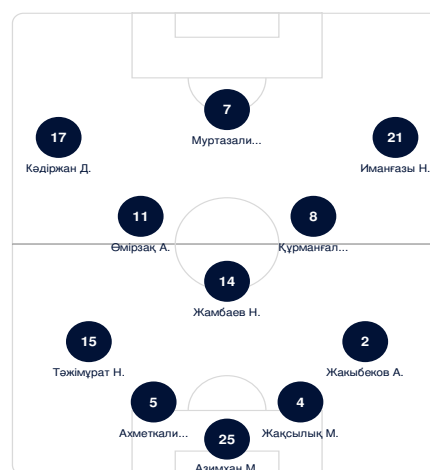 7
Муртазали...
17
Кәдіржан Д.
21
Иманғазы Н.
11
Өмірзақ А.
8
Құрманғал...
14
Жамбаев Н.
15
Тәжімұрат Н.
2
Жакыбеков А.
5
Ахметкали...
4
Жақсылық М.
25
Азимхан М